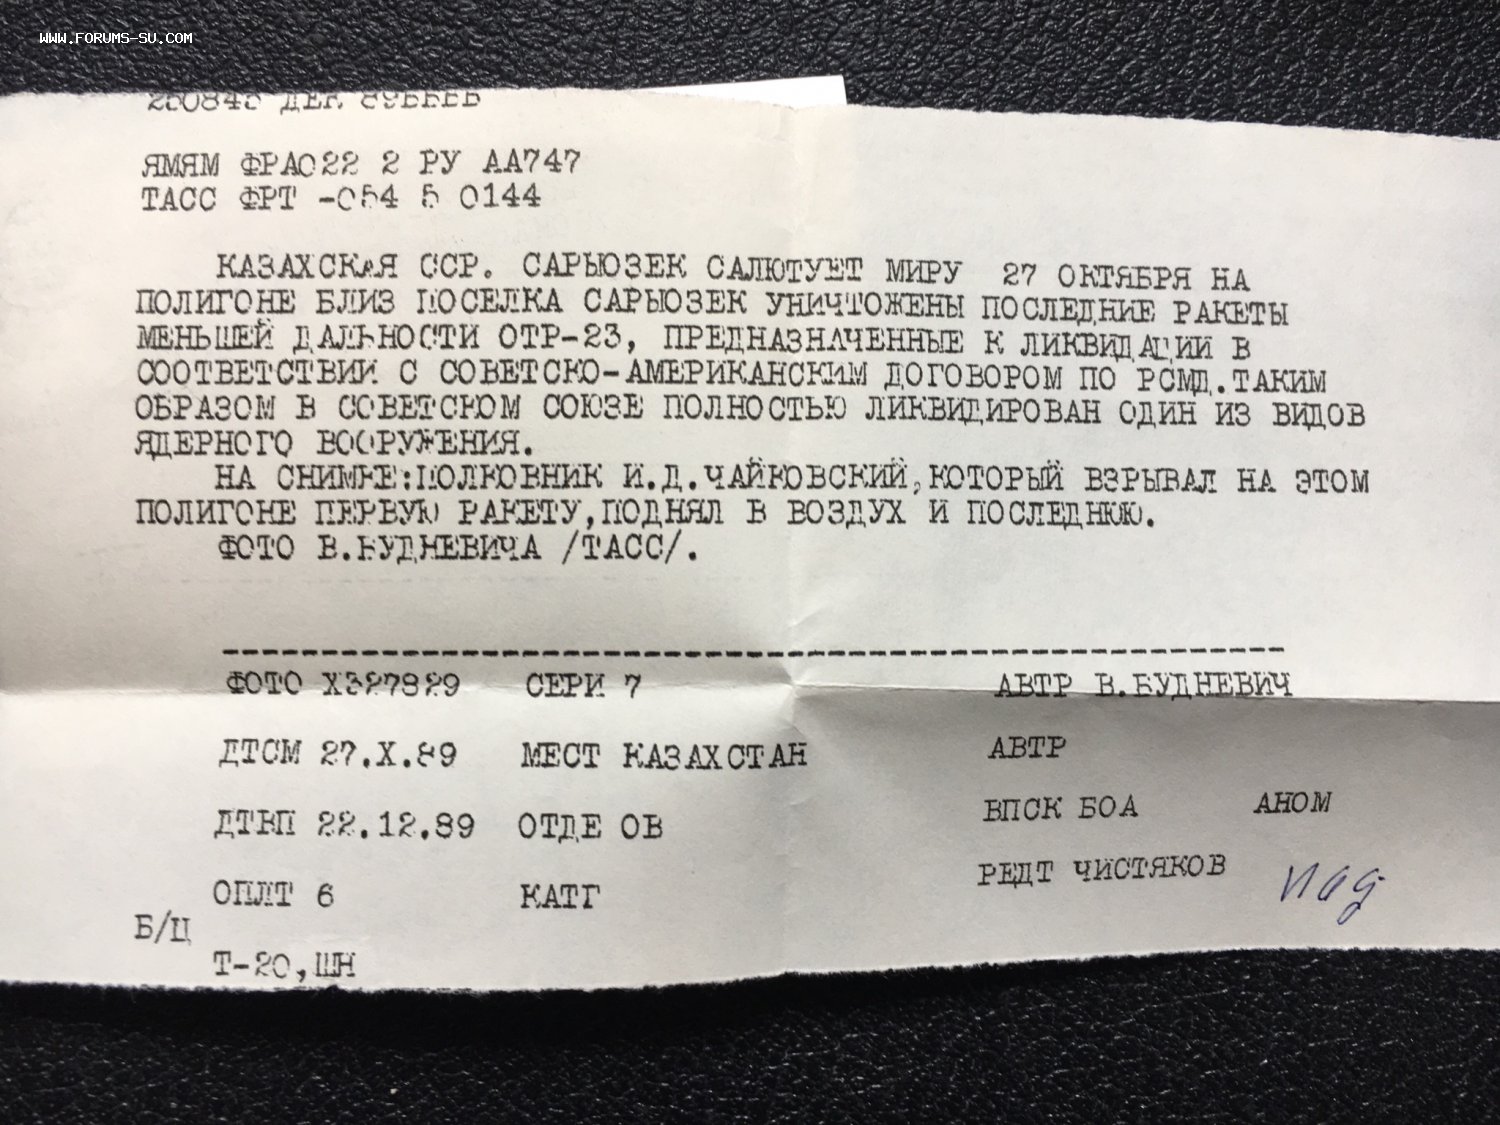 WWW.FORUMS-SU.COM
ЯМЯМ ФРА022 2 РУ АА747
ТАСС ФРТ -054 5 0144
КАЗАХСКАЯ ССР. САРЫОЗЕК САЛЮТУЕТ МИРУ 27 ОКТЯБРЯ НА
ПОЛИГОНЕ БЛИЗ ПОСЕЛКА САРЫОЗЕК УНИЧТОЖЕНЫ ПОСЛЕДНИЕ РАКЕТЫ
МЕНЬШЕЙ ДАЛЬНОСТИ ОТР-23, ПРЕДНАЗНАЧЕННЫЕ К ЛИКВИДАЦИИ В
СООТВЕТСТВИИ С СОВЕТСКО-АМЕРИКАНСКИМ ДОГОВОРОМ ПО РСМД.ТАКИМ
ОБРАЗОМ В СОВЕТСКОМ СОЮЗЕ ПОЛНОСТЬЮ ЛИКВИДИРОВАН ОДИН ИЗ ВИДОВ
ЯДЕРНОГО ВООРУЖЕНИЯ.
НА СНИМКЕ:ПОЛКОВНИК И.Д.ЧАЙКОВСКИЙ,КОТОРЫЙ ВЗРЫВАЛ НА ЭТОМ
ПОЛИГОНЕ ПЕРВУЮ РАКЕТУ,ПОДНЯЛ В ВОЗДУХ И ПОСЛЕДНЮЮ.
ФОТО В.БУДНЕВИЧА /ТАСС/.
ФОТО Х327829 СЕРИ 7 АВТР В.БУДНЕВИЧ
ДТСМ 27.Х.89 МЕСТ КАЗАХСТАН АВТР
ДТВП 22.12.89 ОТДЕ ОВ ВПСК БОА АНОМ
ОПЛТ 6 КАТГ РЕДТ ЧИСТЯКОВ
Б/Ц
Т-20,ШН